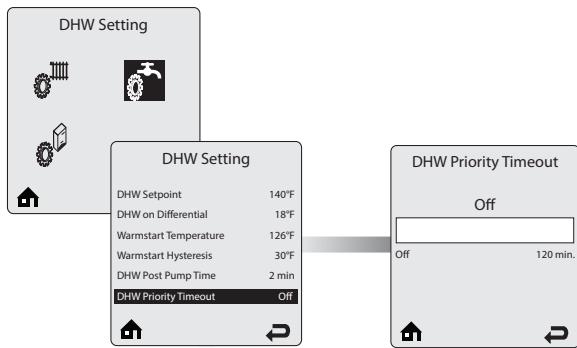 DHW Setting
DHW Setting
DHW Setpoint 140°F
DHW on Differential 18°F
Warmstart Temperature 126°F
Warmstart Hysteresis 30°F
DHW Post Pump Time 2 min
DHW Priority Timeout Off
DHW Priority Timeout
Off
Off 120 min.